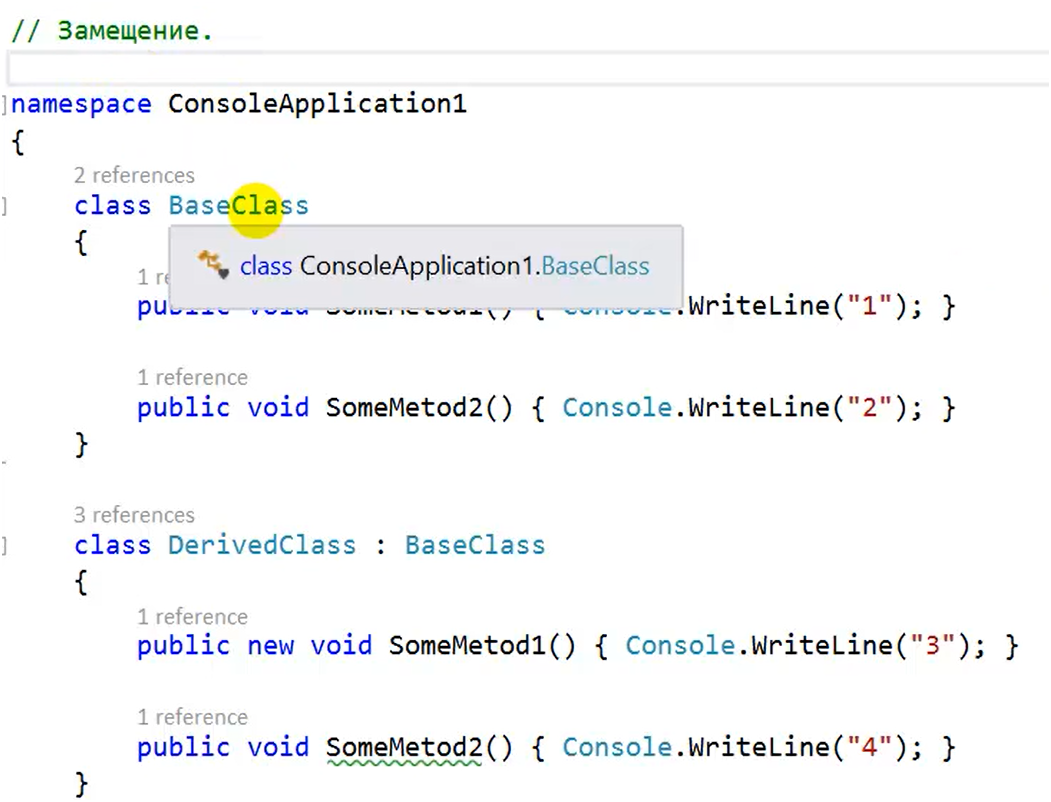 // Замещение.
namespace ConsoleApplication1
{
2 references
class BaseClass
{
class ConsoleApplication1.BaseClass
1 re
public void SomeMetod1() { Console.WriteLine("1"); }
1 reference
public void SomeMetod2() { Console.WriteLine("2"); }
}
3 references
class DerivedClass : BaseClass
{
1 reference
public new void SomeMetod1() { Console.WriteLine("3"); }
1 reference
public void SomeMetod2() { Console.WriteLine("4"); }
}